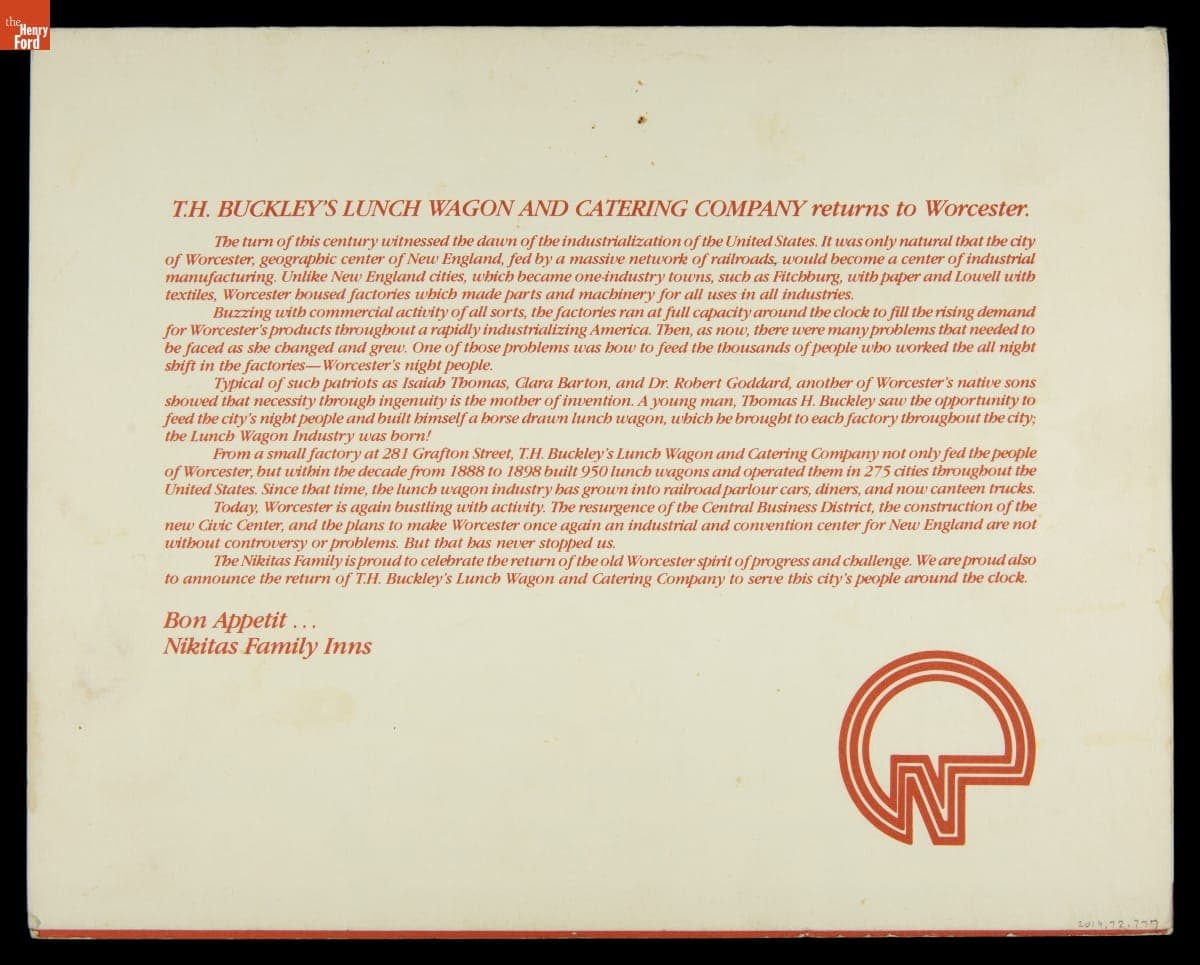 the
Henry
Ford
T.H. BUCKLEY'S LUNCH WAGON AND CATERING COMPANY returns to Worcester.
The turn of this century witnessed the dawn of the industrialization of the United States. It was only natural that the city
of Worcester, geographic center of New England, fed by a massive network of railroads, would become a center of industrial
manufacturing. Unlike New England cities, which became one-industry towns, such as Fitchburg, with paper and Lowell with
textiles, Worcester housed factories which made parts and machinery for all uses in all industries.
Buzzing with commercial activity of all sorts, the factories ran at full capacity around the clock to fill the rising demand
for Worcester's products throughout a rapidly industrializing America. Then, as now, there were many problems that needed to
be faced as she changed and grew. One of those problems was how to feed the thousands of people who worked the all night
shift in the factories—Worcester's night people.
Typical of such patriots as Isaiah Thomas, Clara Barton, and Dr. Robert Goddard, another of Worcester's native sons
showed that necessity through ingenuity is the mother of invention. A young man, Thomas H. Buckley saw the opportunity to
feed the city's night people and built himself a horse drawn lunch wagon, which he brought to each factory throughout the city;
the Lunch Wagon Industry was born!
From a small factory at 281 Grafton Street, T.H. Buckley's Lunch Wagon and Catering Company not only fed the people
of Worcester, but within the decade from 1888 to 1898 built 950 lunch wagons and operated them in 275 cities throughout the
United States. Since that time, the lunch wagon industry has grown into railroad parlour cars, diners, and now canteen trucks.
Today, Worcester is again bustling with activity. The resurgence of the Central Business District, the construction of the
new Civic Center, and the plans to make Worcester once again an industrial and convention center for New England are not
without controversy or problems. But that has never stopped us.
The Nikitas Family is proud to celebrate the return of the old Worcester spirit of progress and challenge. We are proud also
to announce the return of T.H. Buckley's Lunch Wagon and Catering Company to serve this city's people around the clock.
Bon Appetit . . .
Nikitas Family Inns
N
2014.72.777